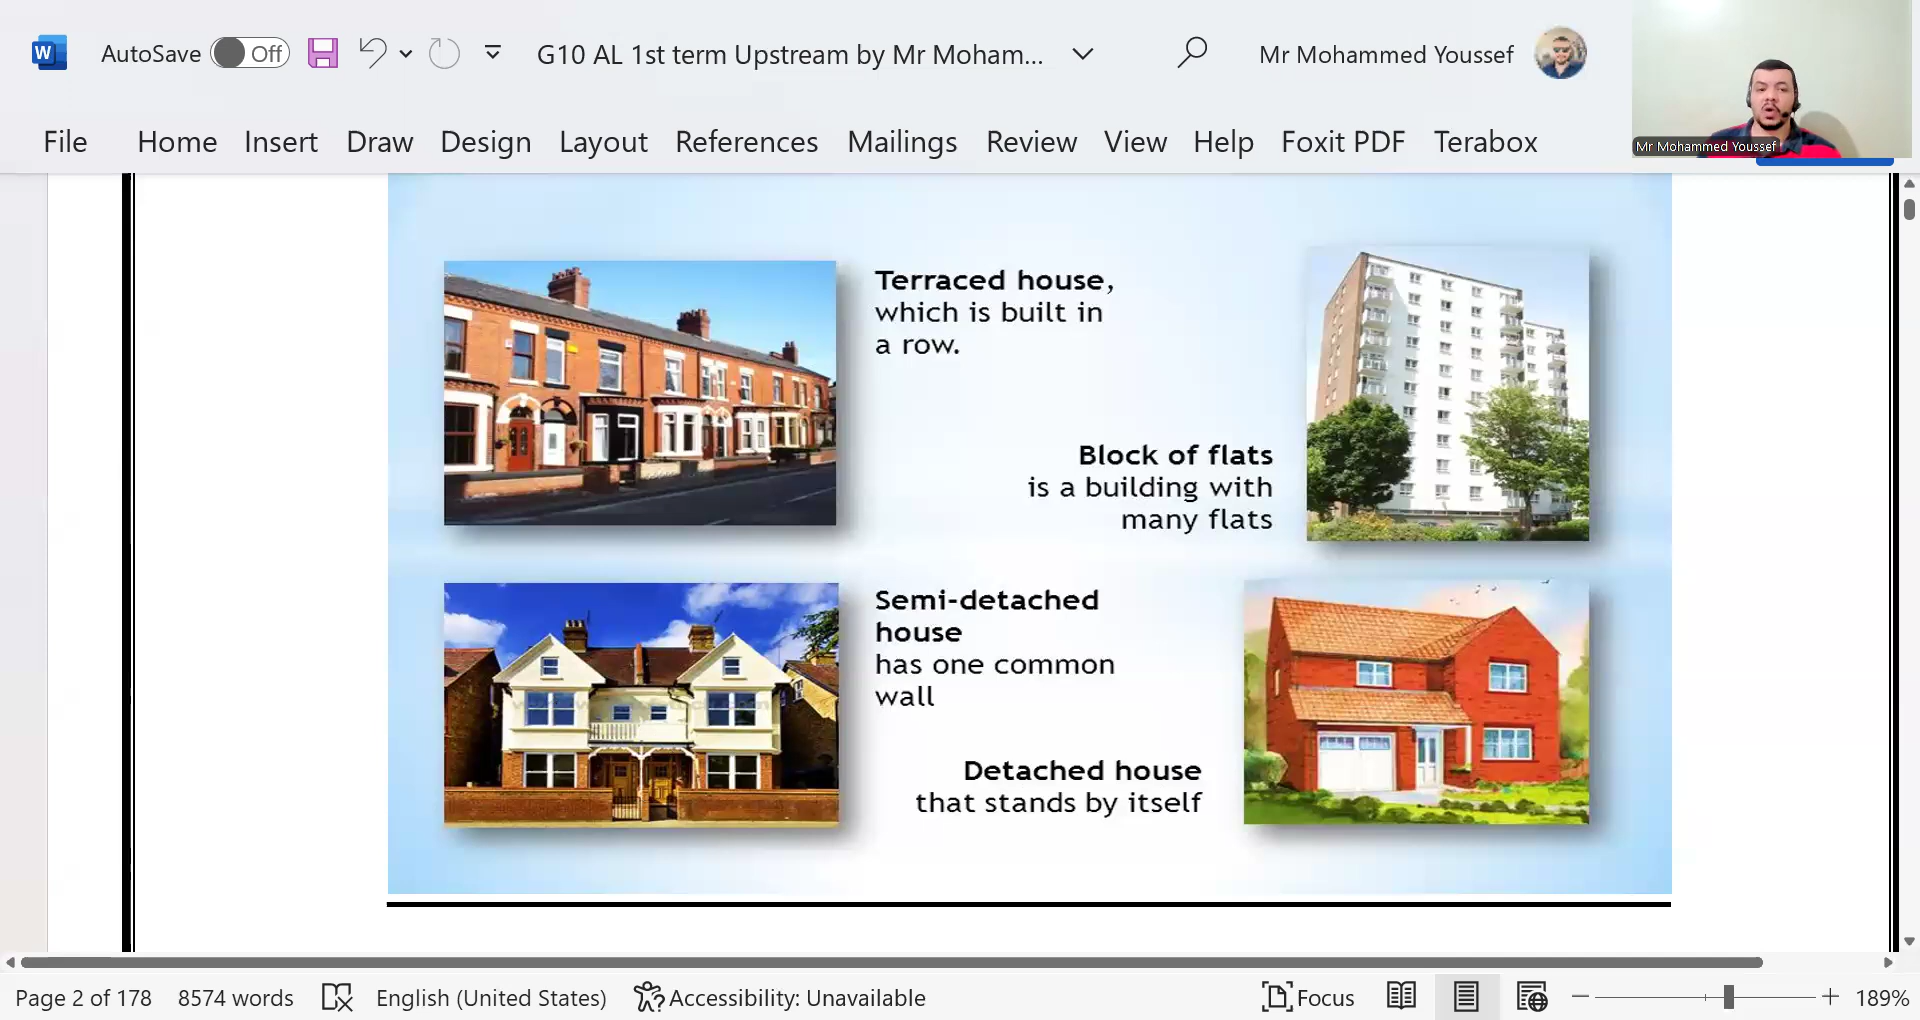 AutoSave Off
G10 AL 1st term Upstream by Mr Moham...
Mr Mohammed Youssef
File Home Insert Draw Design Layout References Mailings Review View Help Foxit PDF Terabox
Mr Mohammed Youssef
Terraced house,
which is built in
a row.
Block of flats
is a building with
many flats
Semi-detached
house
has one common
wall
Detached house
that stands by itself
Page 2 of 178 8574 words English (United States) Accessibility: Unavailable Focus 189%